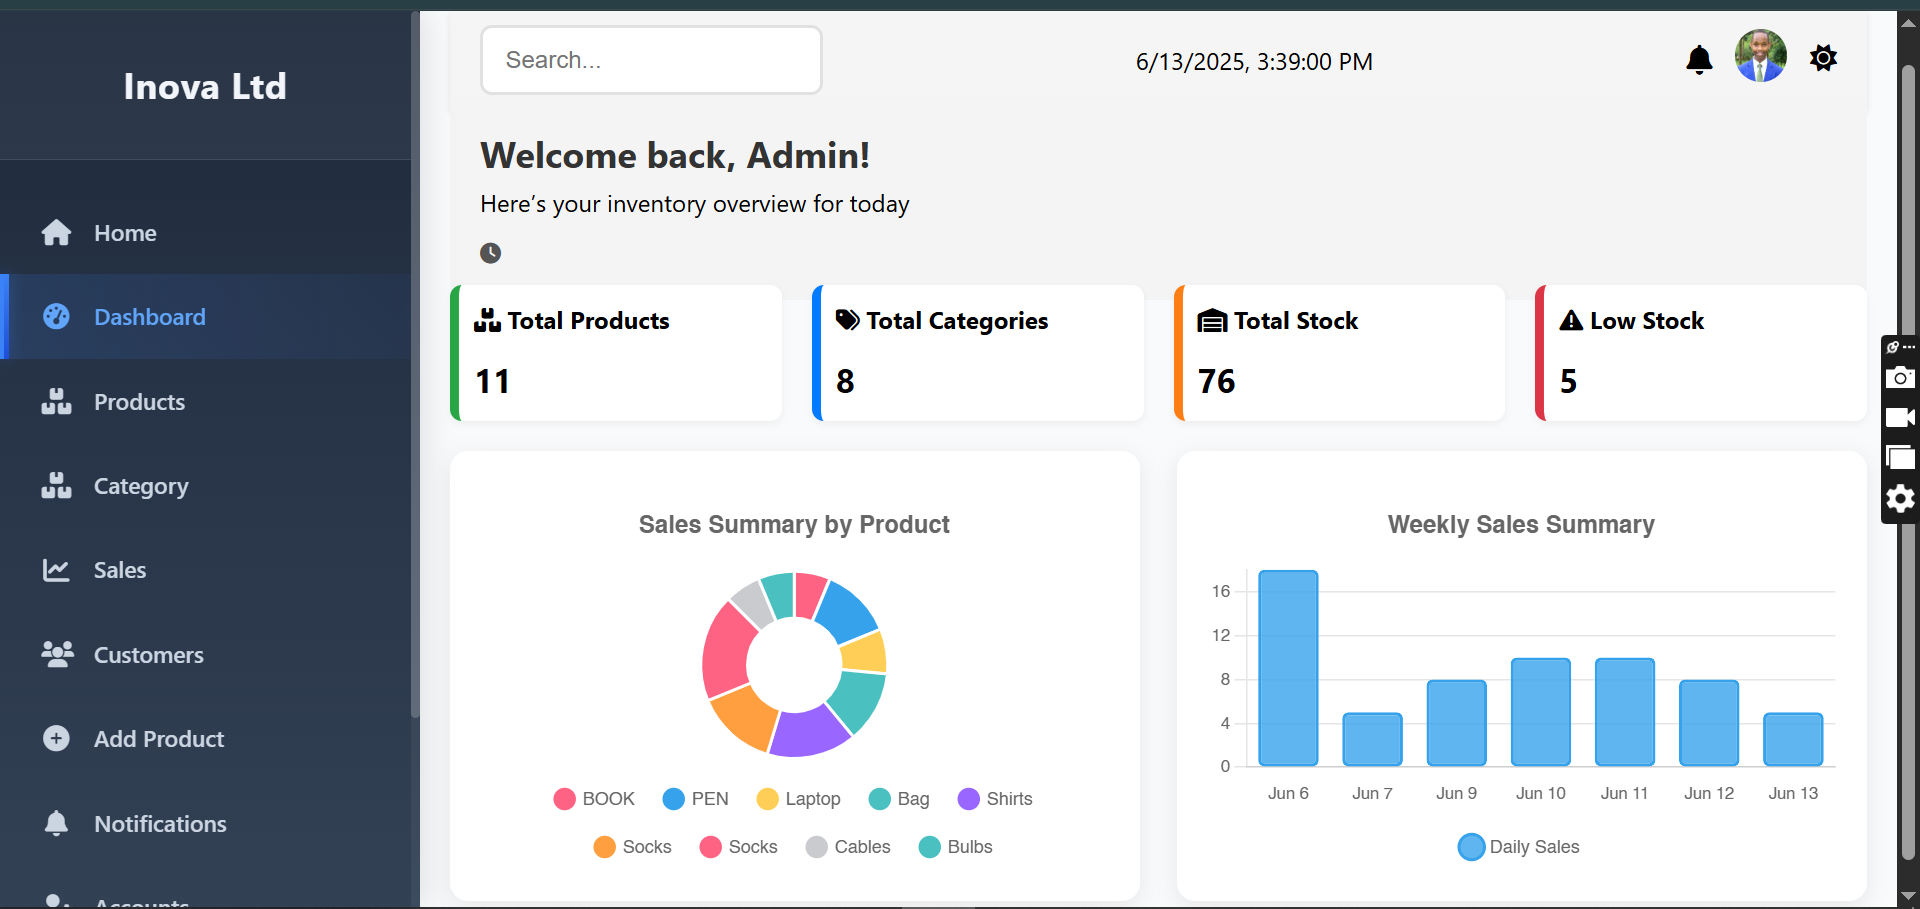 Inova Ltd
Home
Dashboard
Products
Category
Sales
Customers
Add Product
Notifications
Accounts
Search...
6/13/2025, 3:39:00 PM
Welcome back, Admin!
Here's your inventory overview for today
Total Products
11
Total Categories
8
Total Stock
76
Low Stock
5
Sales Summary by Product
BOOK PEN Laptop Bag Shirts
Socks Socks Cables Bulbs
Weekly Sales Summary
16
12
8
4
0
Jun 6 Jun 7 Jun 9 Jun 10 Jun 11 Jun 12 Jun 13
Daily Sales